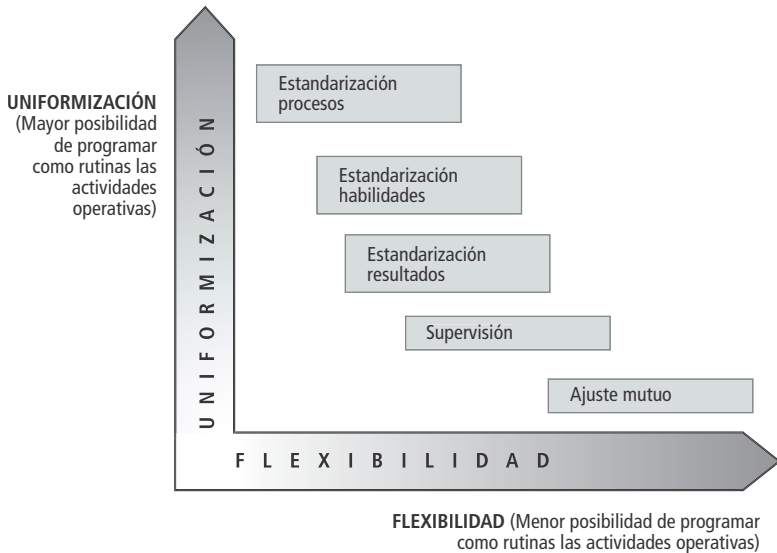 UNIFORMIZACIÓN
(Mayor posibilidad
de programar
como rutinas las
actividades
operativas)
UNIFORMIZACIÓN
Estandarización
procesos
Estandarización
habilidades
Estandarización
resultados
Supervisión
Ajuste mutuo
FLEXIBILIDAD
FLEXIBILIDAD (Menor posibilidad de programar
como rutinas las actividades operativas)